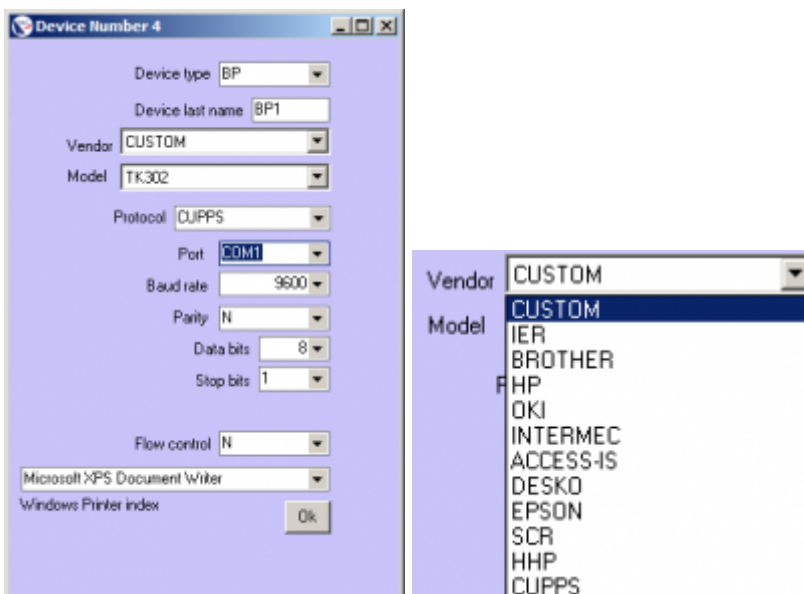 Device Number 4
Device type BP
Device last name BP1
Vendor CUSTOM
Model TK302
Protocol CUPPS
Port COM1
Baud rate 9600
Parity N
Data bits 8
Stop bits 1
Flow control N
Microsoft XPS Document Writer
Windows Printer index
Ok
Vendor CUSTOM
CUSTOM
Model
IER
BROTHER
HP
OKI
INTERMEC
ACCESS-IS
DESKO
EPSON
SCR
HHP
CUPPS